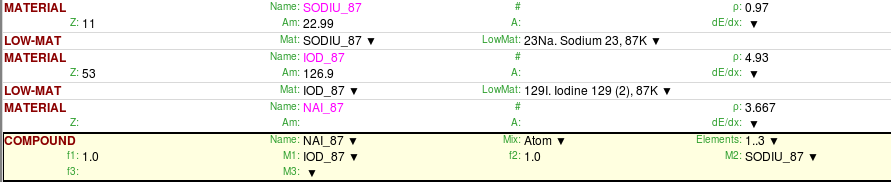 MATERIAL Name: SODIU_87 # ρ: 0.97
Z: 11 Am: 22.99 A: dE/dx: ▼
LOW-MAT Mat: SODIU_87 ▼ LowMat: 23Na. Sodium 23, 87K ▼
MATERIAL Name: IOD_87 # ρ: 4.93
Z: 53 Am: 126.9 A: dE/dx: ▼
LOW-MAT Mat: IOD_87 ▼ LowMat: 129I. Iodine 129 (2), 87K ▼
MATERIAL Name: NAI_87 # ρ: 3.667
Z: Am: A: dE/dx: ▼
COMPOUND Name: NAI_87 ▼ Mix: Atom ▼ Elements: 1..3 ▼
f1: 1.0 M1: IOD_87 ▼ f2: 1.0 M2: SODIU_87 ▼
f3: M3: ▼